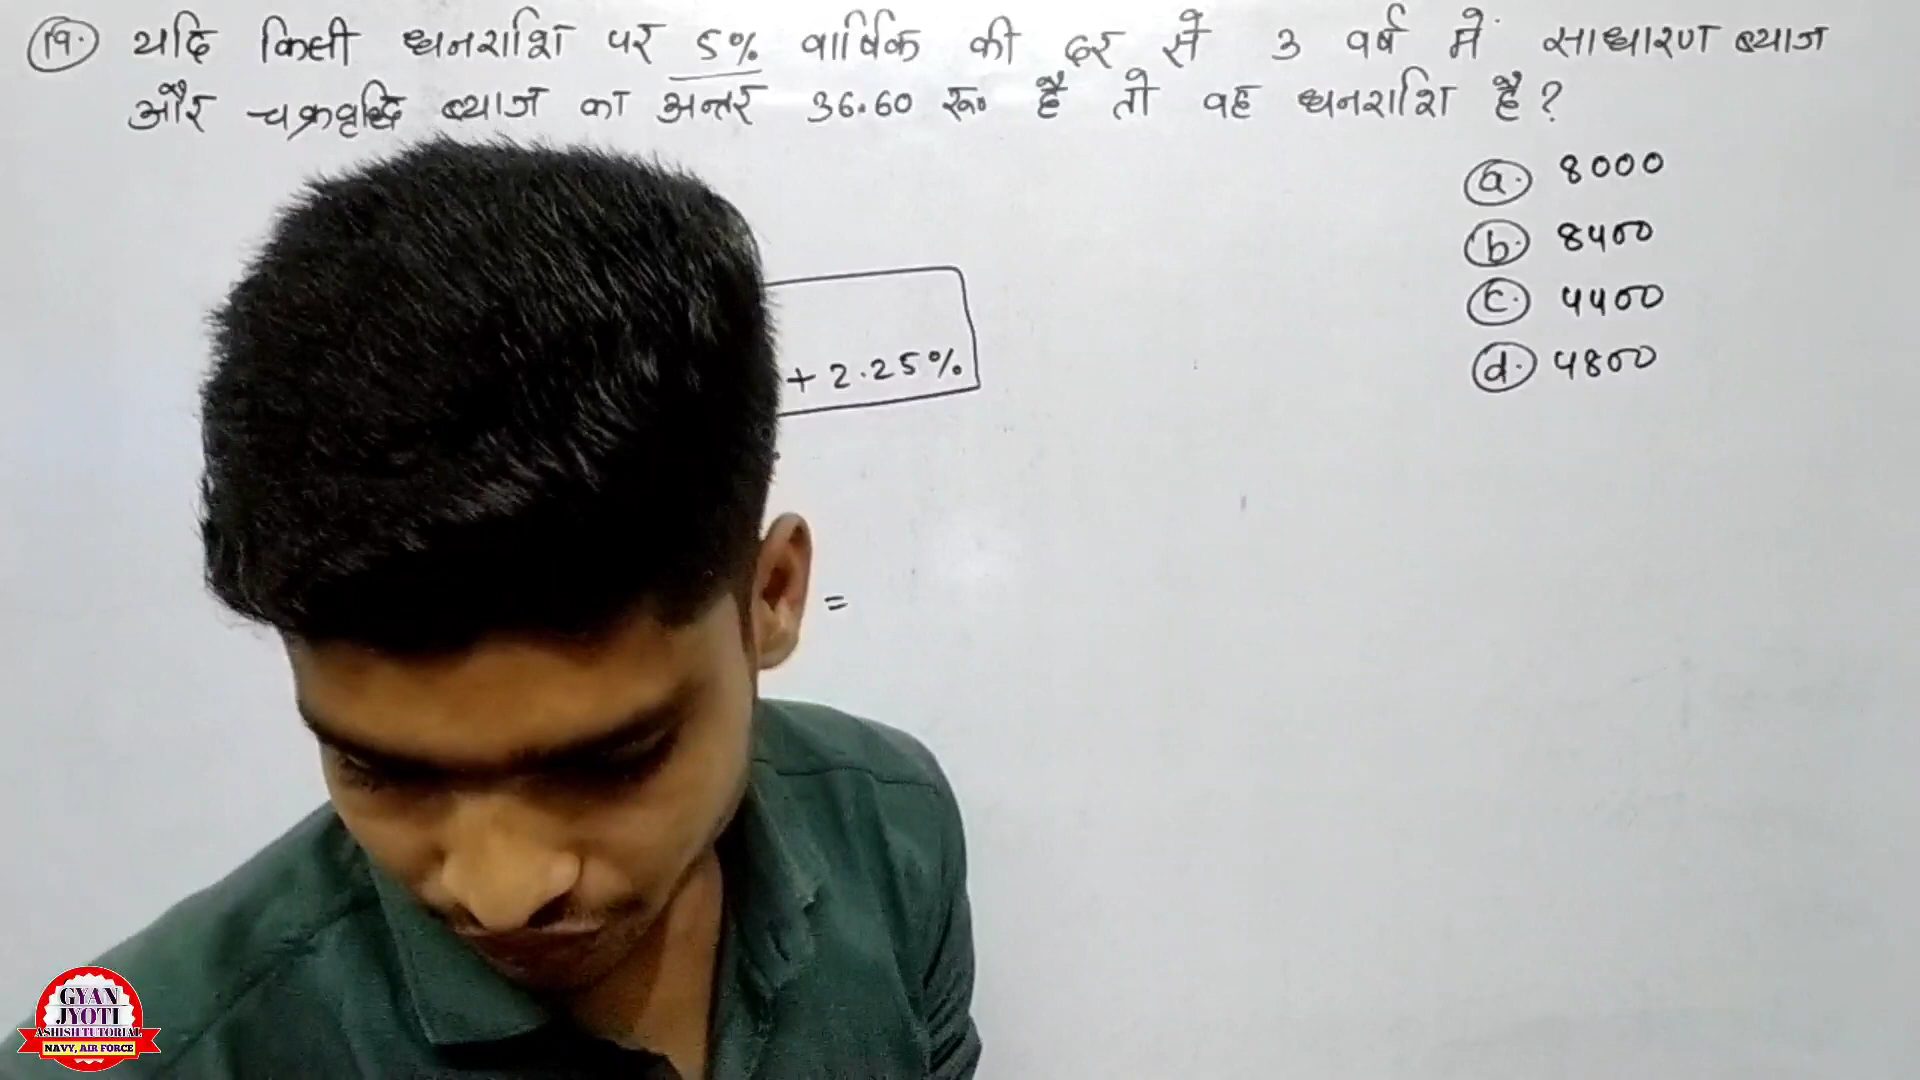 19. यदि किसी धनराशि पर 5% वार्षिक की दर से 3 वर्ष में साधारण ब्याज
और चक्रवृद्धि ब्याज का अन्तर 36.60 रू० है तो वह धनराशि है?
a. 8000
b. 8400
c. 4400
d. 4800
+ 2.25%
=
GYAN
JYOTI
ASHISH TUTORIAL
NAVY, AIR FORCE